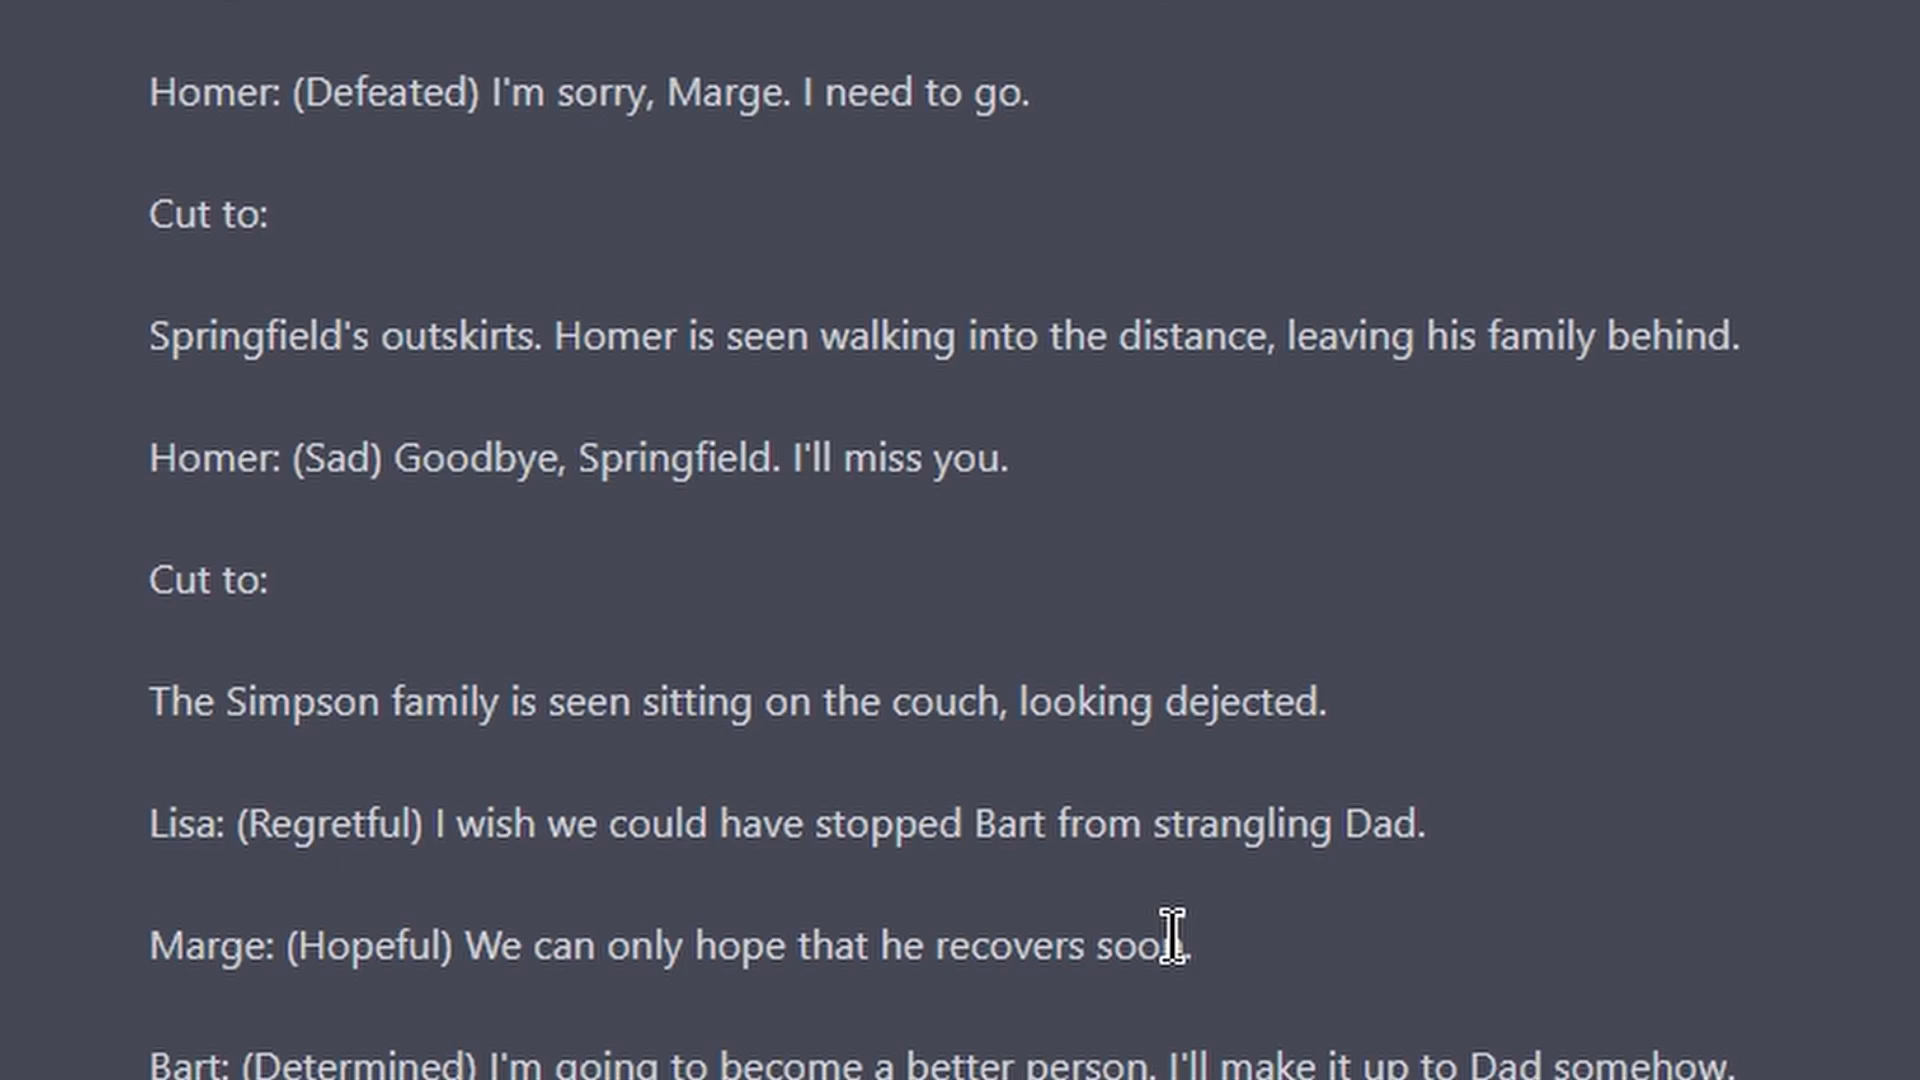 Homer: (Defeated) I'm sorry, Marge. I need to go.
Cut to:
Springfield's outskirts. Homer is seen walking into the distance, leaving his family behind.
Homer: (Sad) Goodbye, Springfield. I'll miss you.
Cut to:
The Simpson family is seen sitting on the couch, looking dejected.
Lisa: (Regretful) I wish we could have stopped Bart from strangling Dad.
Marge: (Hopeful) We can only hope that he recovers soon.
Bart: (Determined) I'm going to become a better person. I'll make it up to Dad somehow.